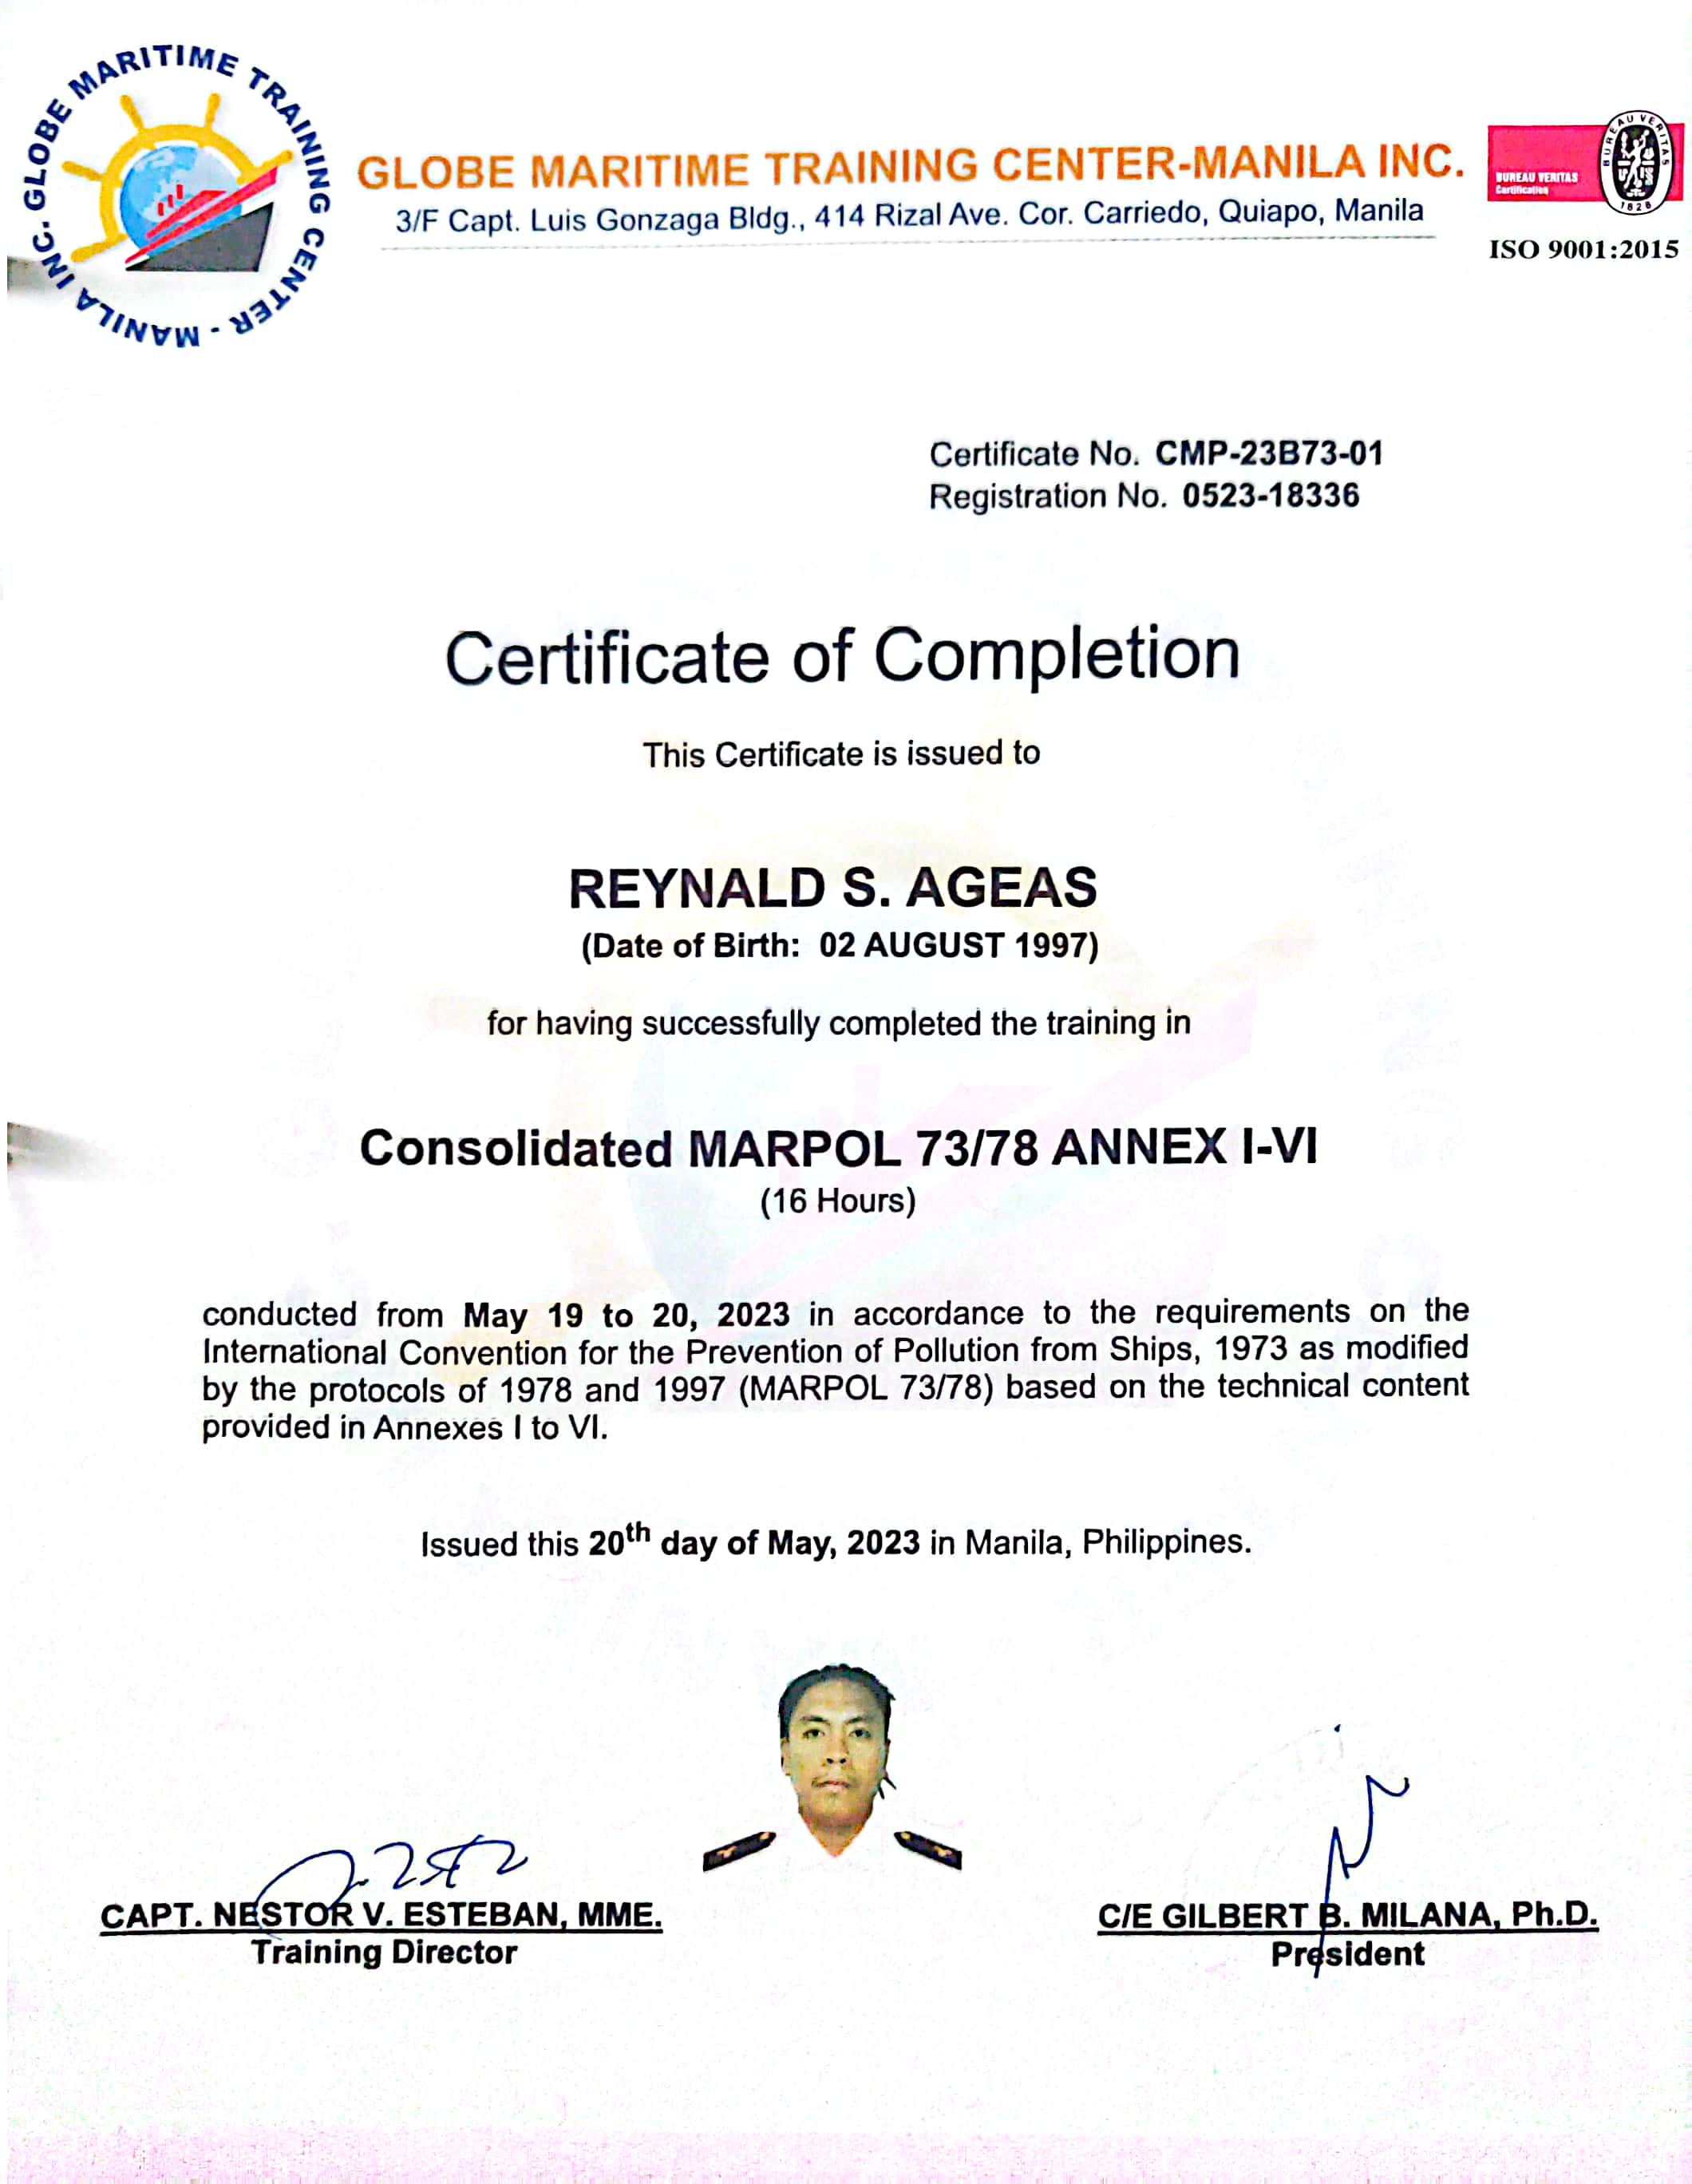 GLOBE MARITIME TRAINING CENTER - MANILA INC.
GLOBE MARITIME TRAINING CENTER-MANILA INC.
3/F Capt. Luis Gonzaga Bldg., 414 Rizal Ave. Cor. Carriedo, Quiapo, Manila
BUREAU VERITAS
Certification
BUREAU VERITAS
1828
ISO 9001:2015
Certificate No. CMP-23B73-01
Registration No. 0523-18336
Certificate of Completion
This Certificate is issued to
REYNALD S. AGEAS
(Date of Birth: 02 AUGUST 1997)
for having successfully completed the training in
Consolidated MARPOL 73/78 ANNEX I-VI
(16 Hours)
conducted from May 19 to 20, 2023 in accordance to the requirements on the
International Convention for the Prevention of Pollution from Ships, 1973 as modified
by the protocols of 1978 and 1997 (MARPOL 73/78) based on the technical content
provided in Annexes I to VI.
Issued this 20th day of May, 2023 in Manila, Philippines.
CAPT. NESTOR V. ESTEBAN, MME.
Training Director
C/E GILBERT B. MILANA, Ph.D.
President